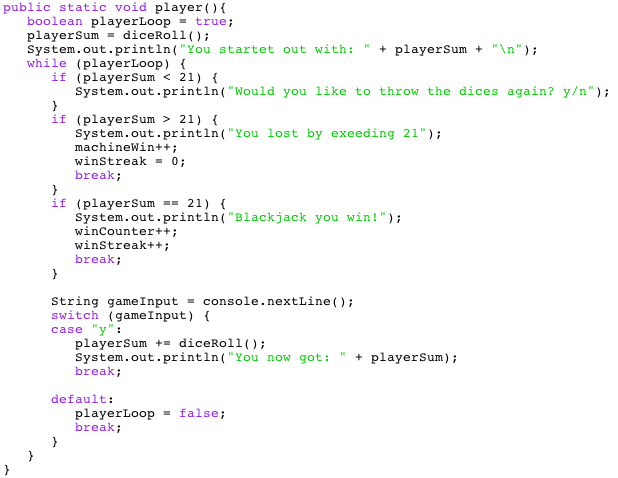 public static void player(){
   boolean playerLoop = true;
   playerSum = diceRoll();
   System.out.println("You startet out with: " + playerSum + "\n");
   while (playerLoop) {
      if (playerSum < 21) {
         System.out.println("Would you like to throw the dices again? y/n");
      }
      if (playerSum > 21) {
         System.out.println("You lost by exeeding 21");
         machineWin++;
         winStreak = 0;
         break;
      }
      if (playerSum == 21) {
         System.out.println("Blackjack you win!");
         winCounter++;
         winStreak++;
         break;
      }

      String gameInput = console.nextLine();
      switch (gameInput) {
      case "y":
         playerSum += diceRoll();
         System.out.println("You now got: " + playerSum);
         break;

      default:
         playerLoop = false;
         break;
      }
   }
}